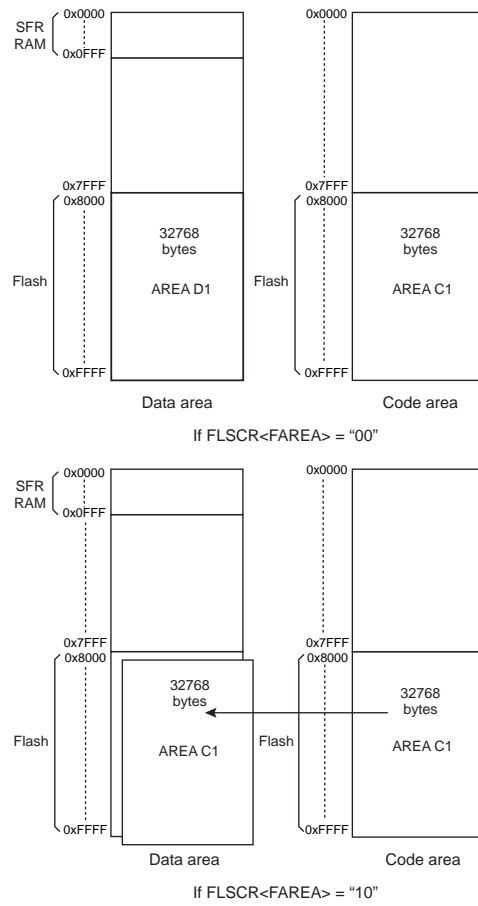 0x0000
SFR
RAM
0x0FFF
0x7FFF
0x8000
Flash
32768
bytes
AREA D1
0xFFFF
Data area
0x0000
0x7FFF
0x8000
Flash
32768
bytes
AREA C1
0xFFFF
Code area
If FLSCR<FAREA> = “00”
0x0000
SFR
RAM
0x0FFF
0x7FFF
0x8000
Flash
32768
bytes
AREA C1
0xFFFF
Data area
0x0000
0x7FFF
0x8000
Flash
32768
bytes
AREA C1
0xFFFF
Code area
If FLSCR<FAREA> = “10”